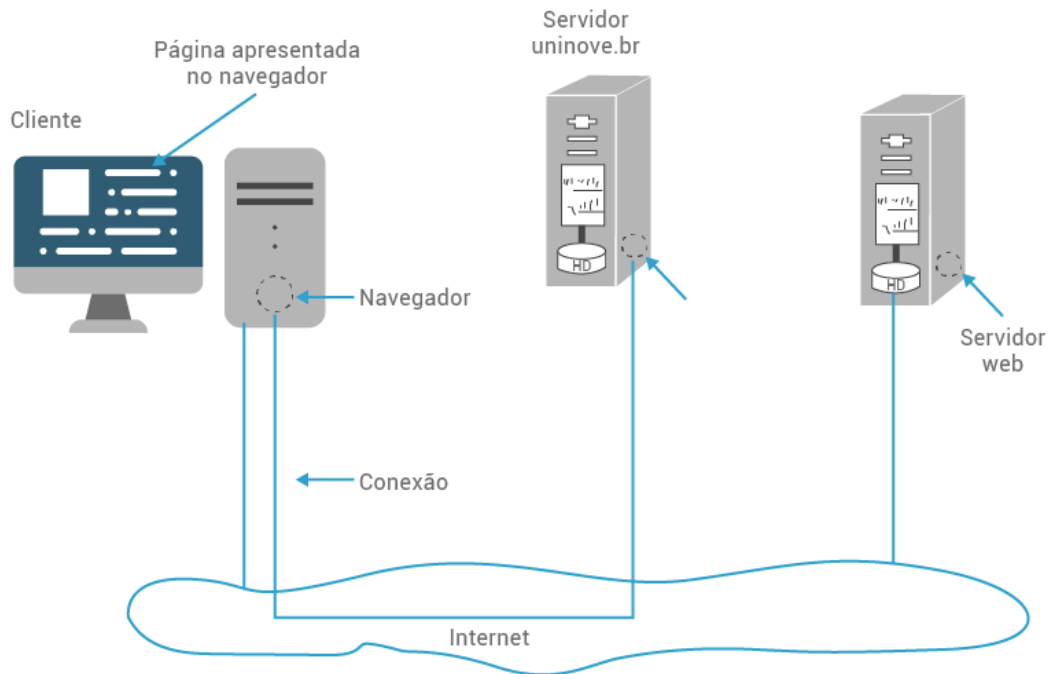 Servidor
uninove.br
Página apresentada
no navegador
Cliente
HD
HD
Navegador
Servidor
web
Conexão
Internet